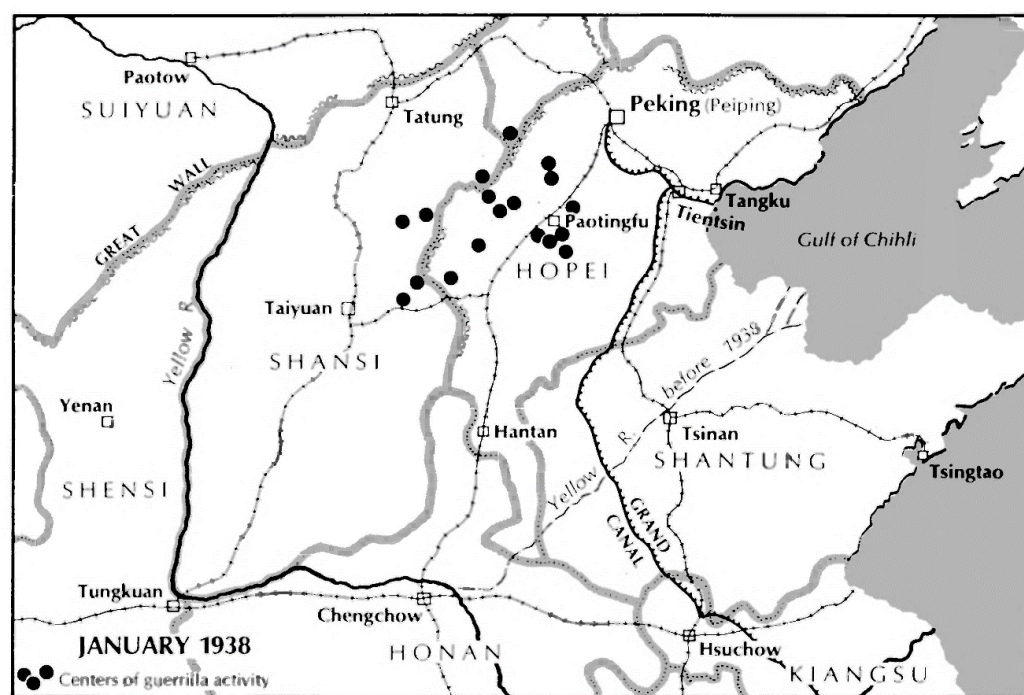 Paotow
SUIYUAN
Tatung
Peking (Peiping)
GREAT WALL
Tangku
Tientsin
Paotingfu
Gulf of Chihli
HOPEI
Taiyuan
Yellow R.
SHANSI
Yellow R. before 1938
Yenan
Hantan
Tsinan
SHANTUNG
Tsingtao
SHENSI
GRAND
CANAL
Tungkuan
Chengchow
JANUARY 1938
HONAN
Hsuchow
KIANGSU
Centers of guerrilla activity